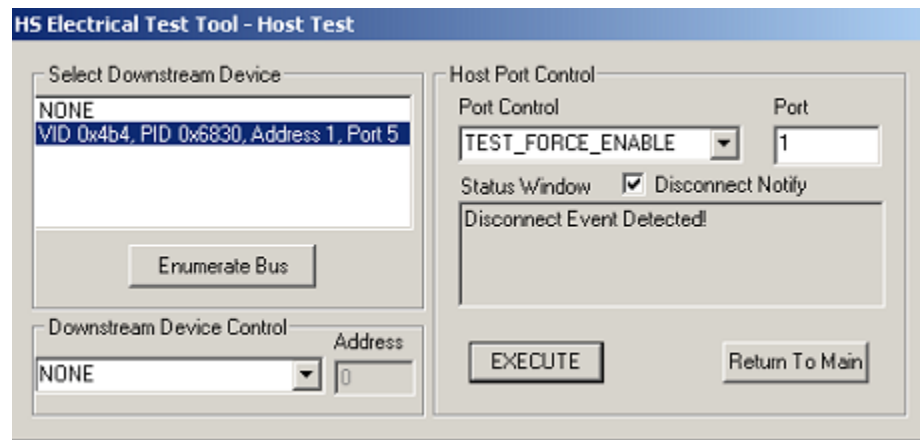 HS Electrical Test Tool - Host Test
Select Downstream Device
NONE
VID 0x4b4, PID 0x6830, Address 1, Port 5
Enumerate Bus
Downstream Device Control
Address
NONE
0
Host Port Control
Port Control
Port
TEST_FORCE_ENABLE
1
Status Window
Disconnect Notify
Disconnect Event Detected!
EXECUTE
Return To Main